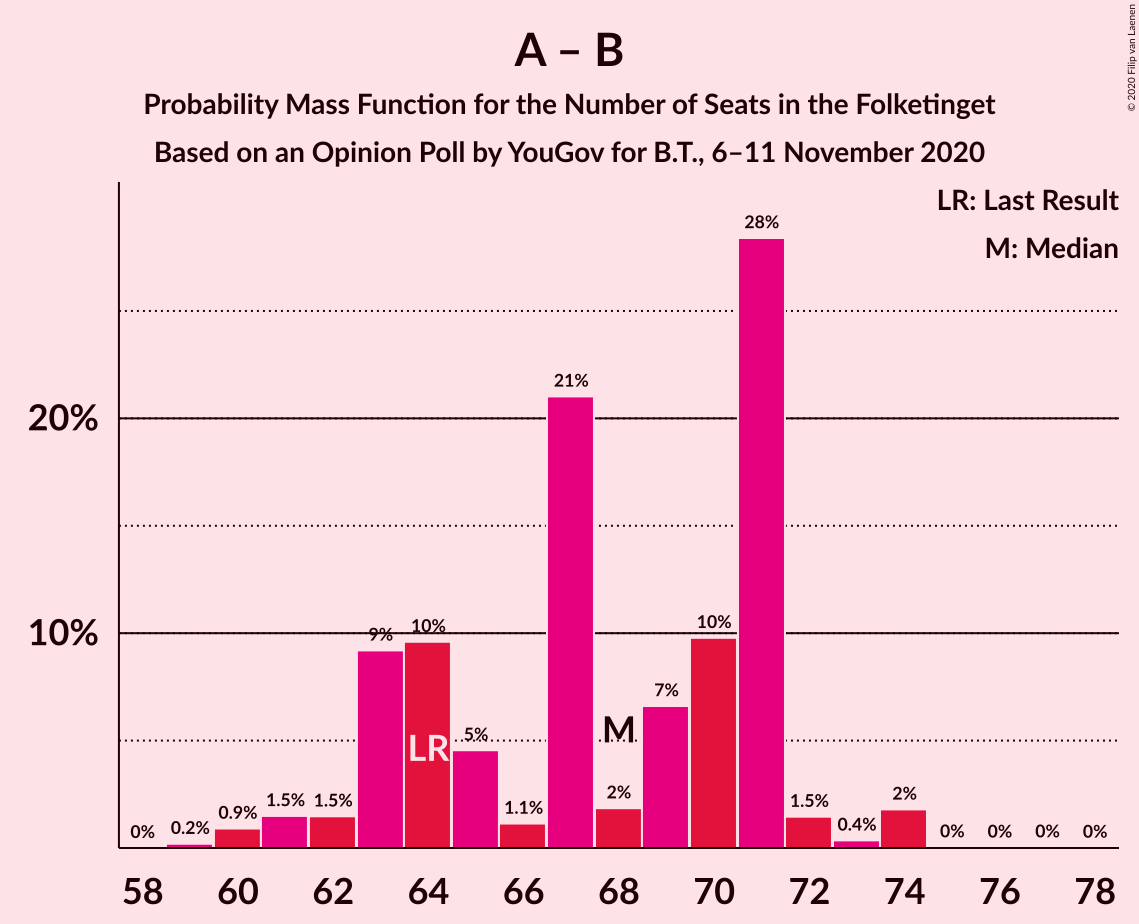 A – B
Probability Mass Function for the Number of Seats in the Folketinget
Based on an Opinion Poll by YouGov for B.T., 6–11 November 2020
© 2020 Filip van Laenen
LR: Last Result
M: Median
20%
10%
0%
0.2%
0.9%
1.5%
1.5%
9%
10%
5%
1.1%
21%
2%
7%
10%
28%
1.5%
0.4%
2%
0%
0%
0%
0%
LR
M
58 60 62 64 66 68 70 72 74 76 78